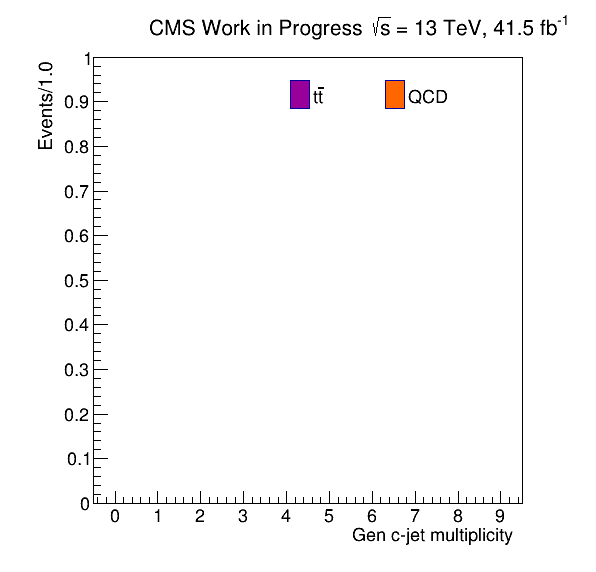 CMS Work in Progress √s = 13 TeV, 41.5 fb⁻¹
Events/1.0
1
0.9
0.8
0.7
0.6
0.5
0.4
0.3
0.2
0.1
0
tt̄
QCD
0 1 2 3 4 5 6 7 8 9
Gen c-jet multiplicity